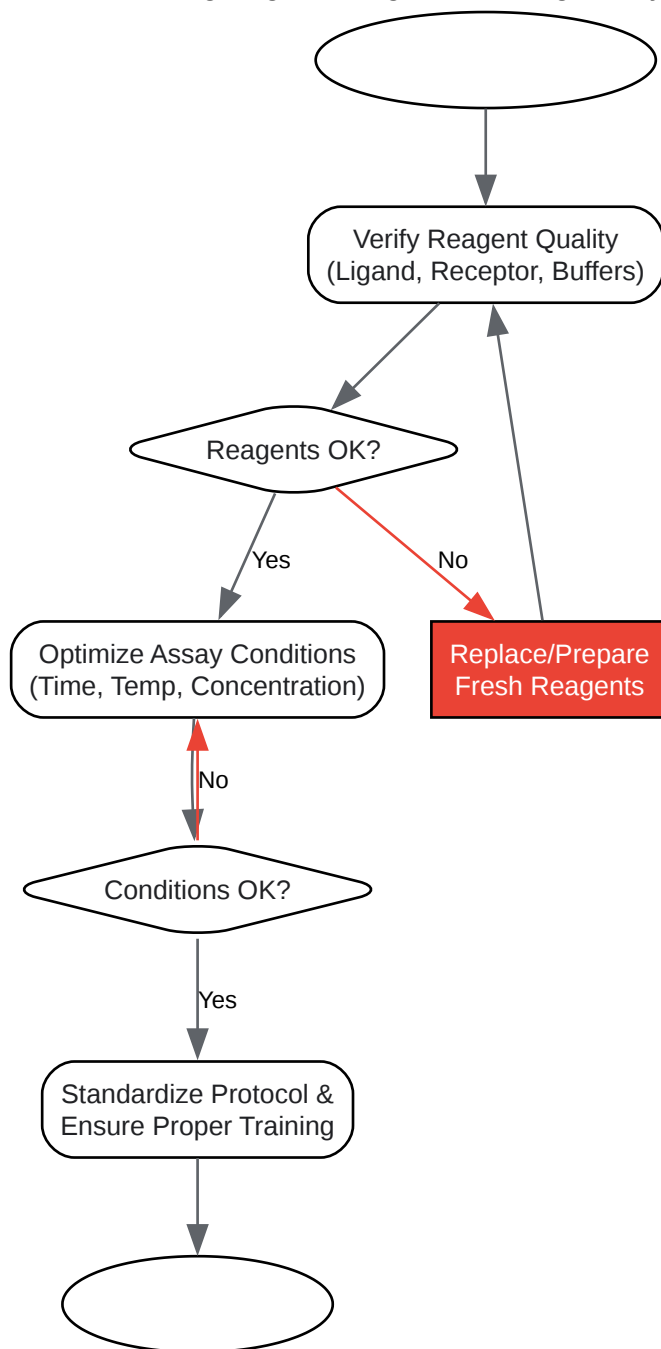 Verify Reagent Quality
(Ligand, Receptor, Buffers)
Reagents OK?
Yes
No
Optimize Assay Conditions
(Time, Temp, Concentration)
Replace/Prepare
Fresh Reagents
No
Conditions OK?
Yes
Standardize Protocol &
Ensure Proper Training